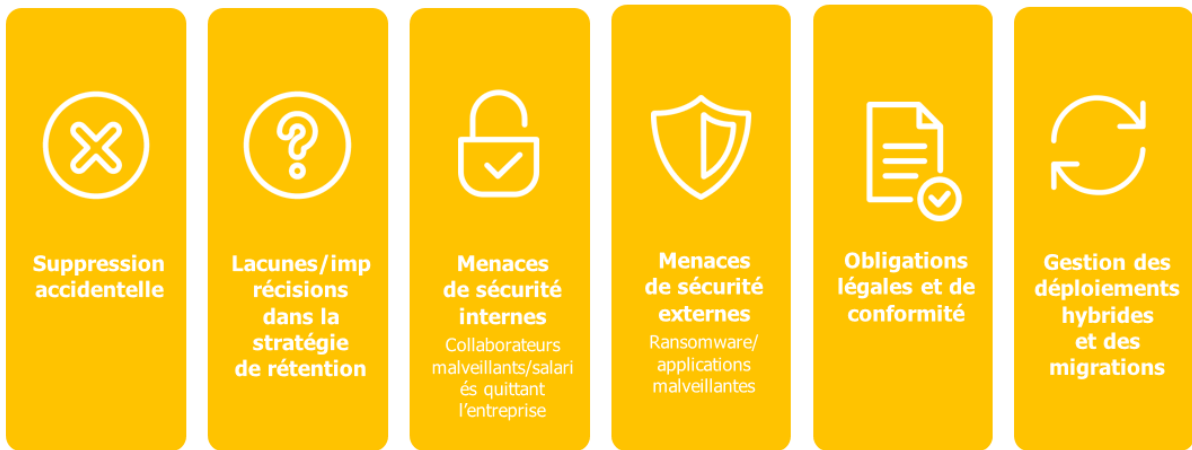 Suppression
accidentelle
Lacunes/imp
récisions
dans la
stratégie
de rétention
Menaces
de sécurité
internes
Collaborateurs
malveillants/salari
és quittant
l'entreprise
Menaces
de sécurité
externes
Ransomware/
applications
malveillantes
Obligations
légales et de
conformité
Gestion des
déploiements
hybrides
et des
migrations